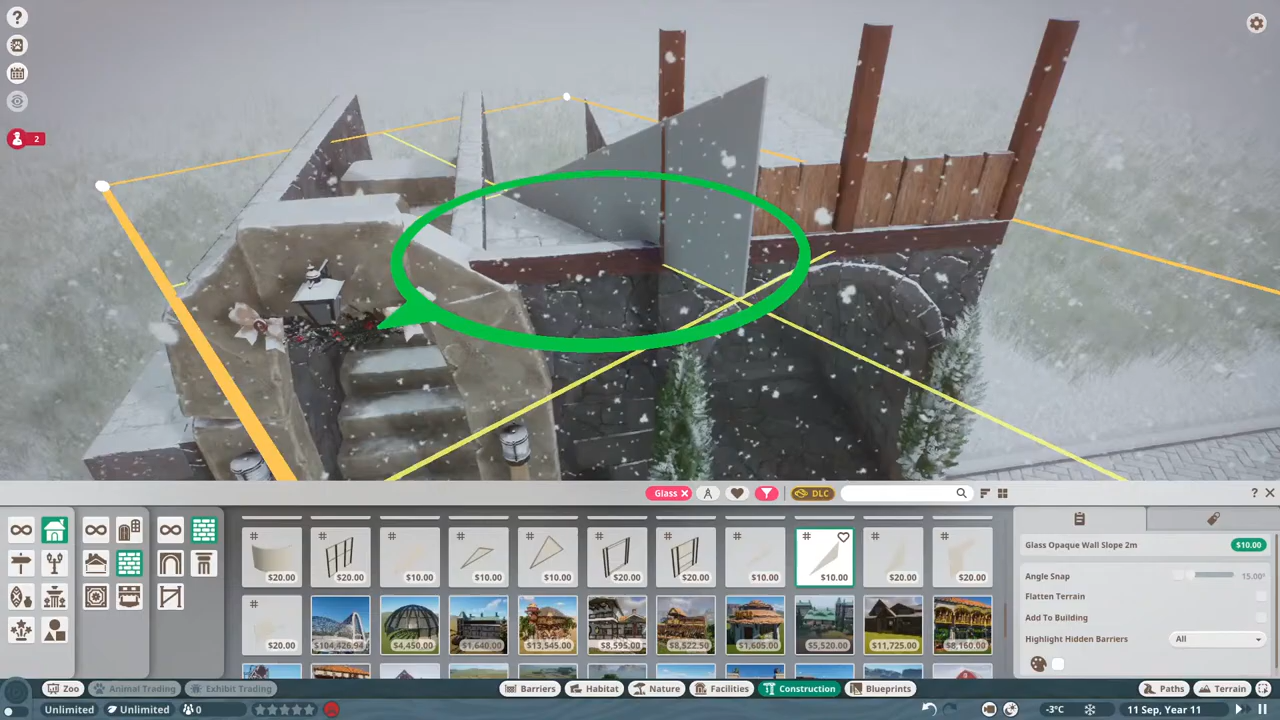 ?
2
Glass ×
DLC
? ×
$20.00 $20.00 $10.00 $10.00 $10.00 $20.00 $20.00 $10.00 $10.00 $20.00 $20.00
$20.00 $104,426.94 $4,450.00 $1,640.00 $13,545.00 $8,595.00 $8,522.50 $1,605.00 $5,520.00 $11,725.00 $8,160.00
Glass Opaque Wall Slope 2m $10.00
Angle Snap 15.00°
Flatten Terrain
Add To Building
Highlight Hidden Barriers All
Zoo Animal Trading Exhibit Trading Barriers Habitat Nature Facilities Construction Blueprints Paths Terrain
Unlimited Unlimited 0 -3°C 11 Sep, Year 11